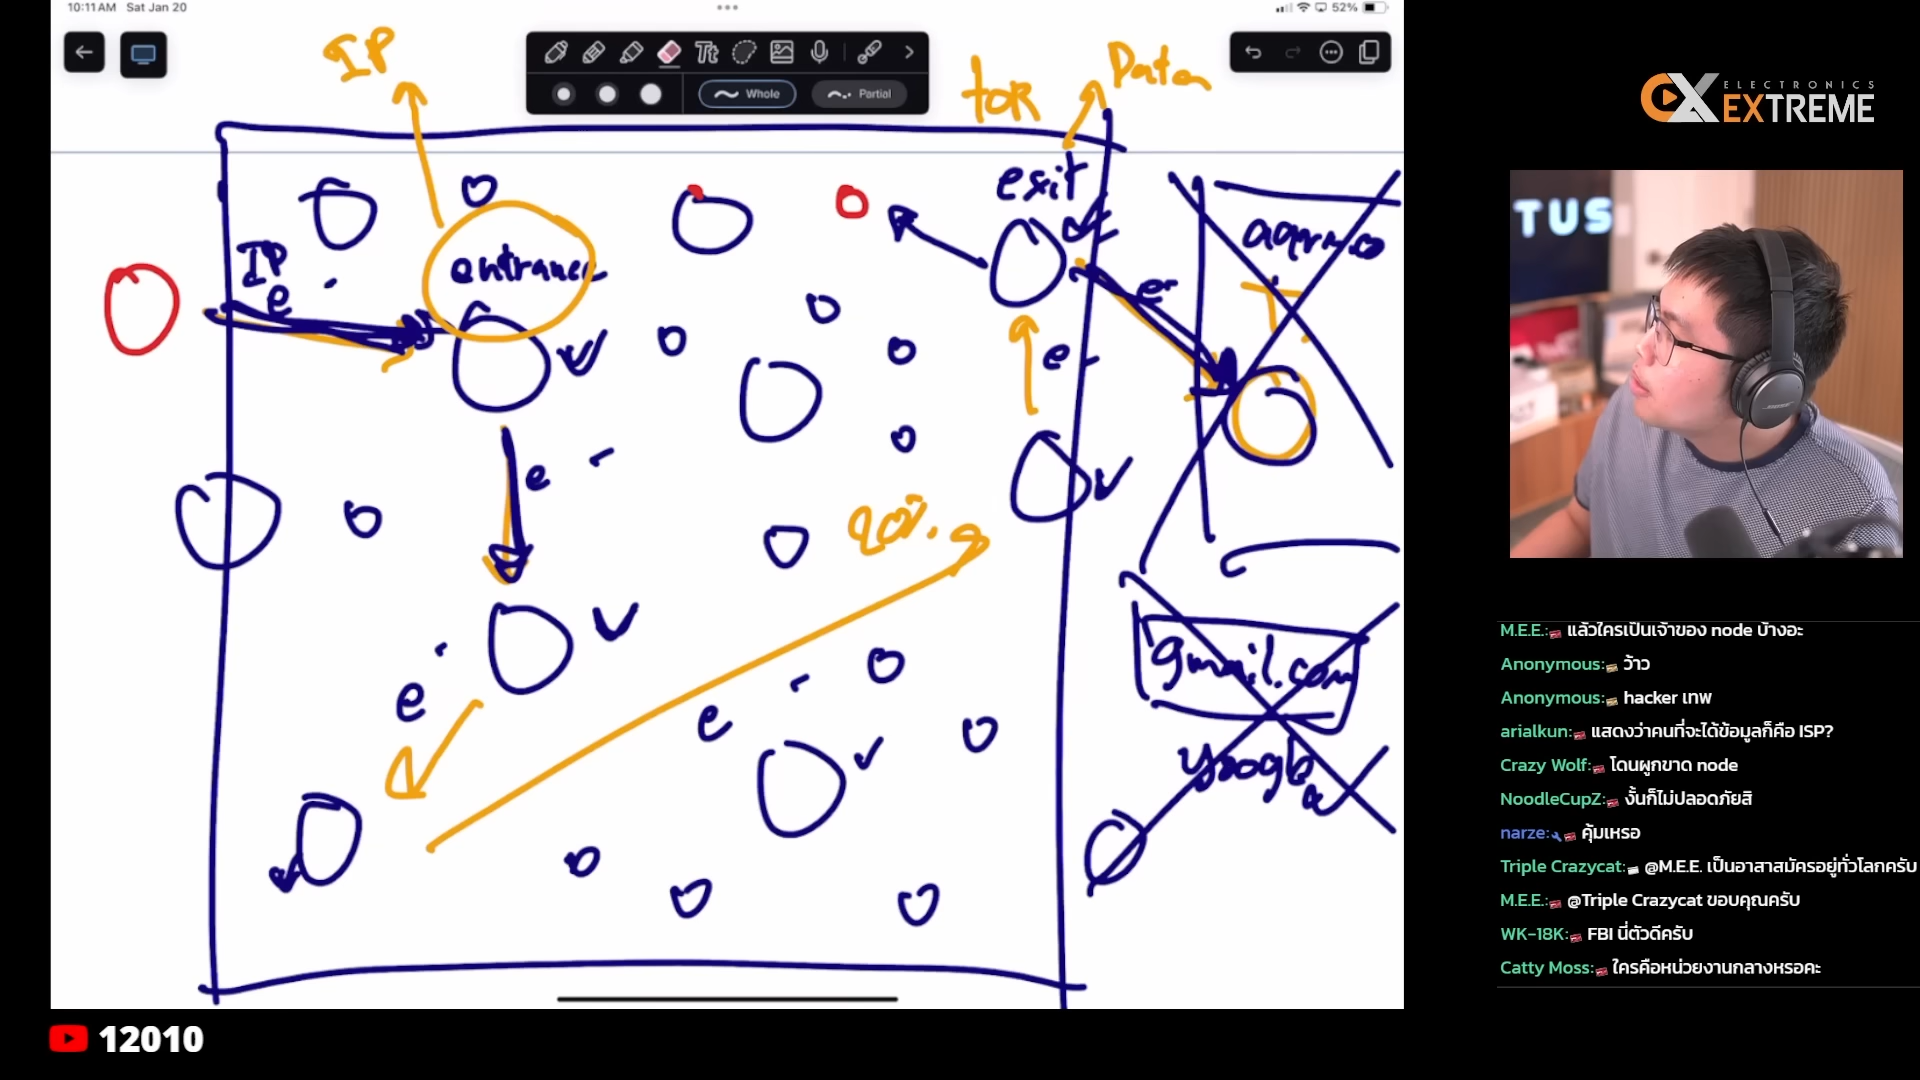 10:11 AM Sat Jan 20
52%
Tt
Whole
Partial
IP
tOR
Data
exit
IP
e
entrance
e
e
e
e
gmail.com
ELECTRONICS
EXTREME
TUS
M.E.E.: แล้วใครเป็นเจ้าของ node บ้างอะ
Anonymous: ว้าว
Anonymous: hacker เทพ
arialkun: แสดงว่าคนที่จะได้ข้อมูลก็คือ ISP?
Crazy Wolf: โดนผูกขาด node
NoodleCupZ: งั้นก็ไม่ปลอดภัยสิ
narze: คุ้มเหรอ
Triple Crazycat: @M.E.E. เป็นอาสาสมัครอยู่ทั่วโลกครับ
M.E.E.: @Triple Crazycat ขอบคุณครับ
WK-18K: FBI นี่ตัวดีครับ
Catty Moss: ใครคือหน่วยงานกลางหรอคะ
12010